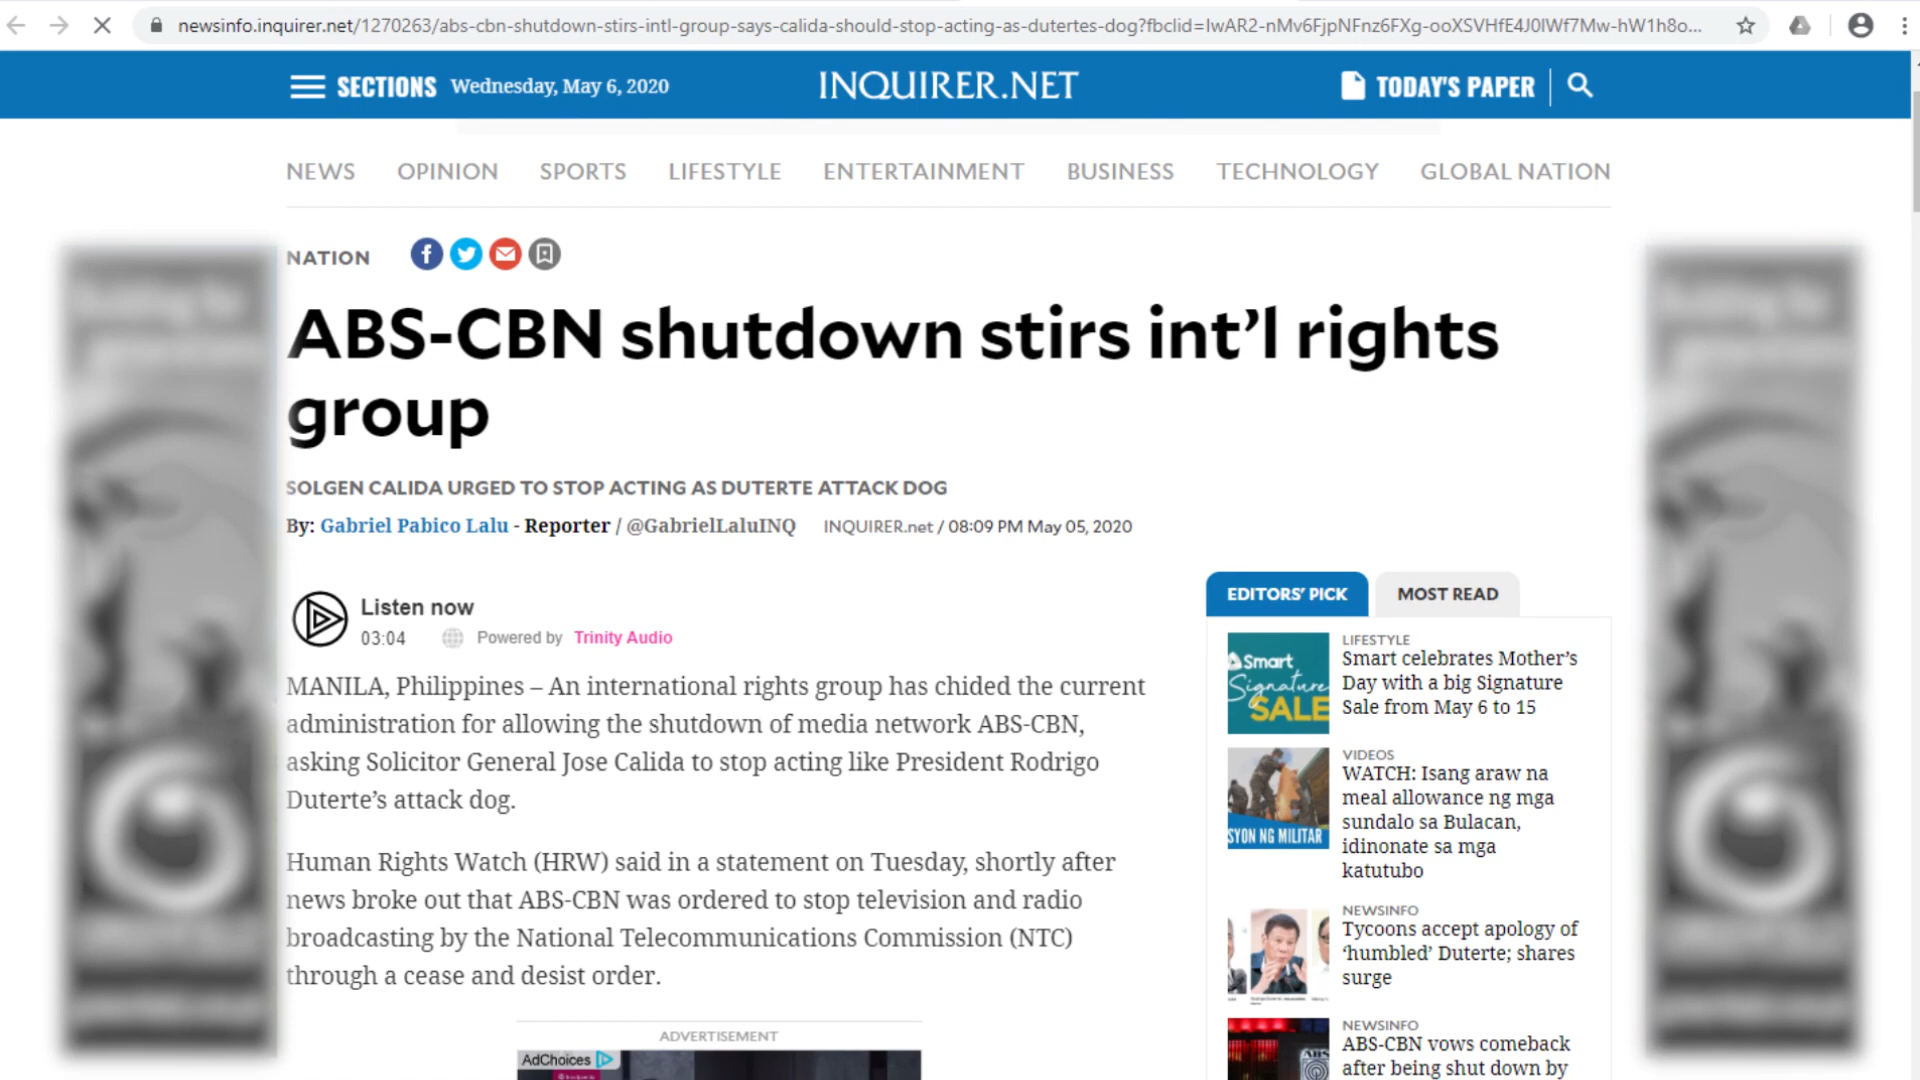 newsinfo.inquirer.net/1270263/abs-cbn-shutdown-stirs-intl-group-says-calida-should-stop-acting-as-dutertes-dog?fbclid=IwAR2-nMv6FjpNFnz6FXg-ooXSVHfE4J0IWf7Mw-hW1h8o...
SECTIONS Wednesday, May 6, 2020 INQUIRER.NET TODAY'S PAPER
NEWS OPINION SPORTS LIFESTYLE ENTERTAINMENT BUSINESS TECHNOLOGY GLOBAL NATION
NATION
ABS-CBN shutdown stirs int’l rights
group
SOLGEN CALIDA URGED TO STOP ACTING AS DUTERTE ATTACK DOG
By: Gabriel Pabico Lalu - Reporter / @GabrielLaluINQ INQUIRER.net / 08:09 PM May 05, 2020
Listen now
03:04 Powered by Trinity Audio
MANILA, Philippines – An international rights group has chided the current
administration for allowing the shutdown of media network ABS-CBN,
asking Solicitor General Jose Calida to stop acting like President Rodrigo
Duterte’s attack dog.
Human Rights Watch (HRW) said in a statement on Tuesday, shortly after
news broke out that ABS-CBN was ordered to stop television and radio
broadcasting by the National Telecommunications Commission (NTC)
through a cease and desist order.
ADVERTISEMENT
AdChoices
EDITORS’ PICK MOST READ
Smart
Signature
SALE
LIFESTYLE
Smart celebrates Mother’s
Day with a big Signature
Sale from May 6 to 15
SYON NG MILITAR
VIDEOS
WATCH: Isang araw na
meal allowance ng mga
sundalo sa Bulacan,
idinonate sa mga
katutubo
NEWSINFO
Tycoons accept apology of
‘humbled’ Duterte; shares
surge
NEWSINFO
ABS-CBN vows comeback
after being shut down by